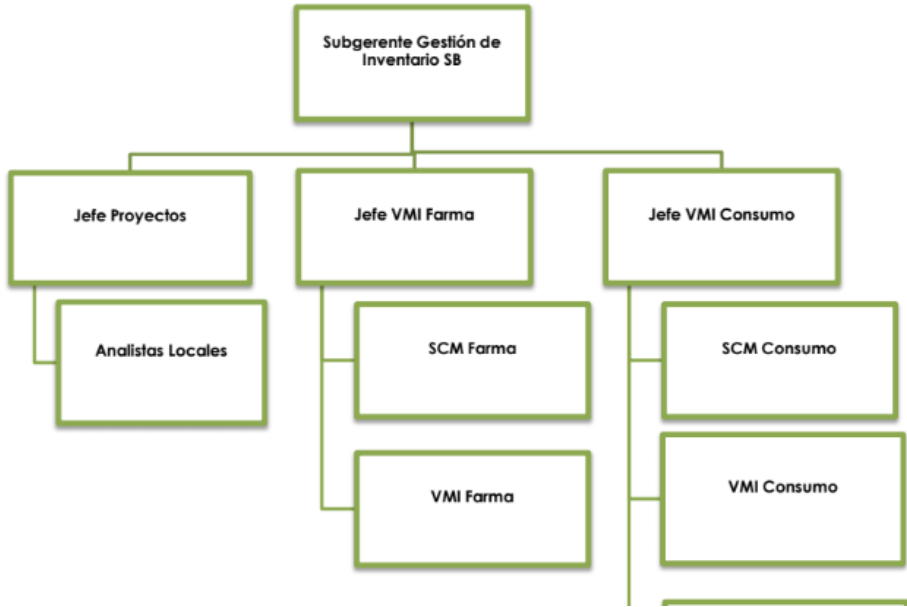 Subgerente Gestión de
Inventario SB
Jefe Proyectos
Jefe VMI Farma
Jefe VMI Consumo
Analistas Locales
SCM Farma
SCM Consumo
VMI Farma
VMI Consumo